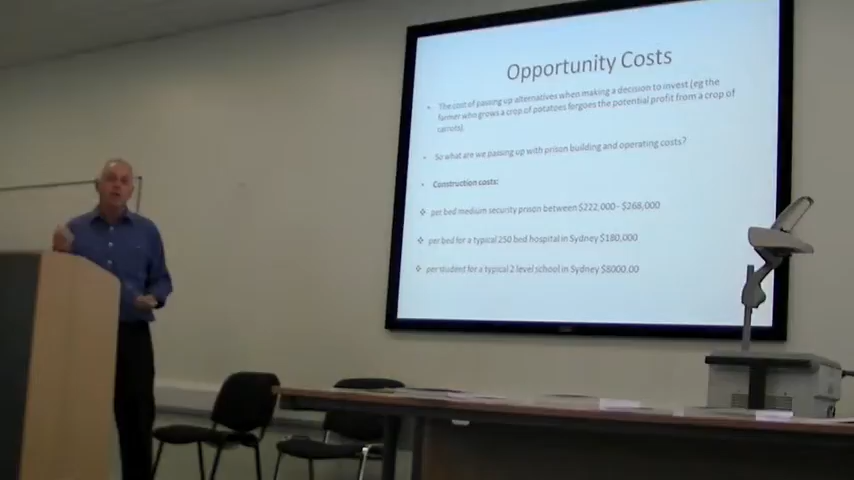 Opportunity Costs
The cost of passing up alternatives when making a decision to invest (eg the
farmer who grows a crop of potatoes forgoes the potential profit from a crop of
carrots).
So what are we passing up with prison building and operating costs?
Construction costs:
per bed medium security prison between $222,000- $268,000
per bed for a typical 250 bed hospital in Sydney $180,000
per student for a typical 2 level school in Sydney $8000.00